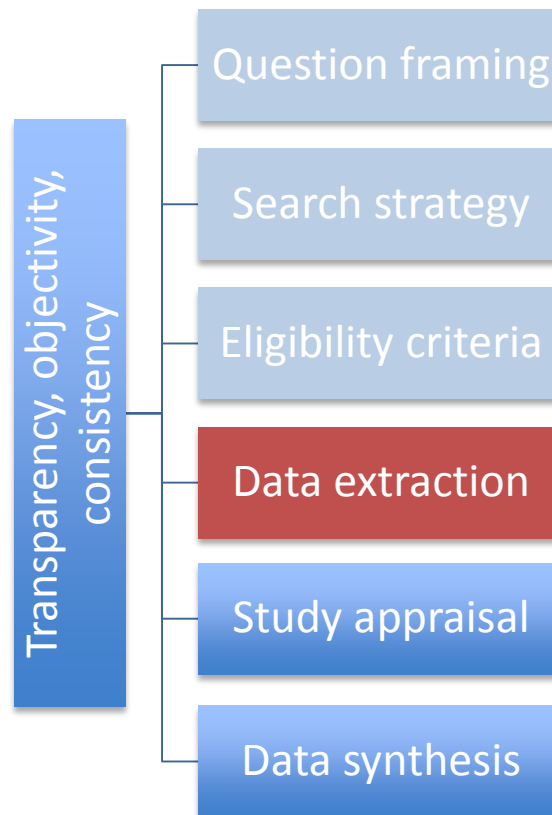 Transparency, objectivity,
consistency
Question framing
Search strategy
Eligibility criteria
Data extraction
Study appraisal
Data synthesis